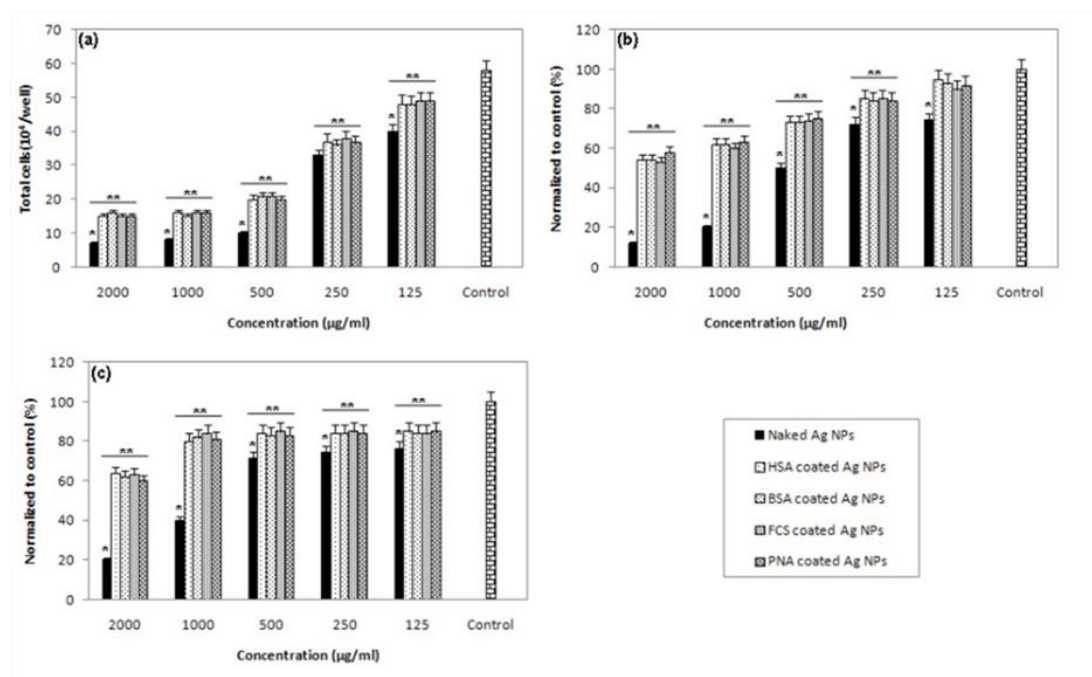 (a)
Total cells(10⁴/well)
70
60
50
40
30
20
10
0
** ** ** ** **
* * * *
2000 1000 500 250 125 Control
Concentration (µg/ml)
(b)
Normalized to control (%)
120
100
80
60
40
20
0
** ** ** **
* * * * *
2000 1000 500 250 125 Control
Concentration (µg/ml)
(c)
Normalized to control (%)
120
100
80
60
40
20
0
** ** ** ** **
* * * * *
2000 1000 500 250 125 Control
Concentration (µg/ml)
Naked Ag NPs
HSA coated Ag NPs
BSA coated Ag NPs
FCS coated Ag NPs
PNA coated Ag NPs